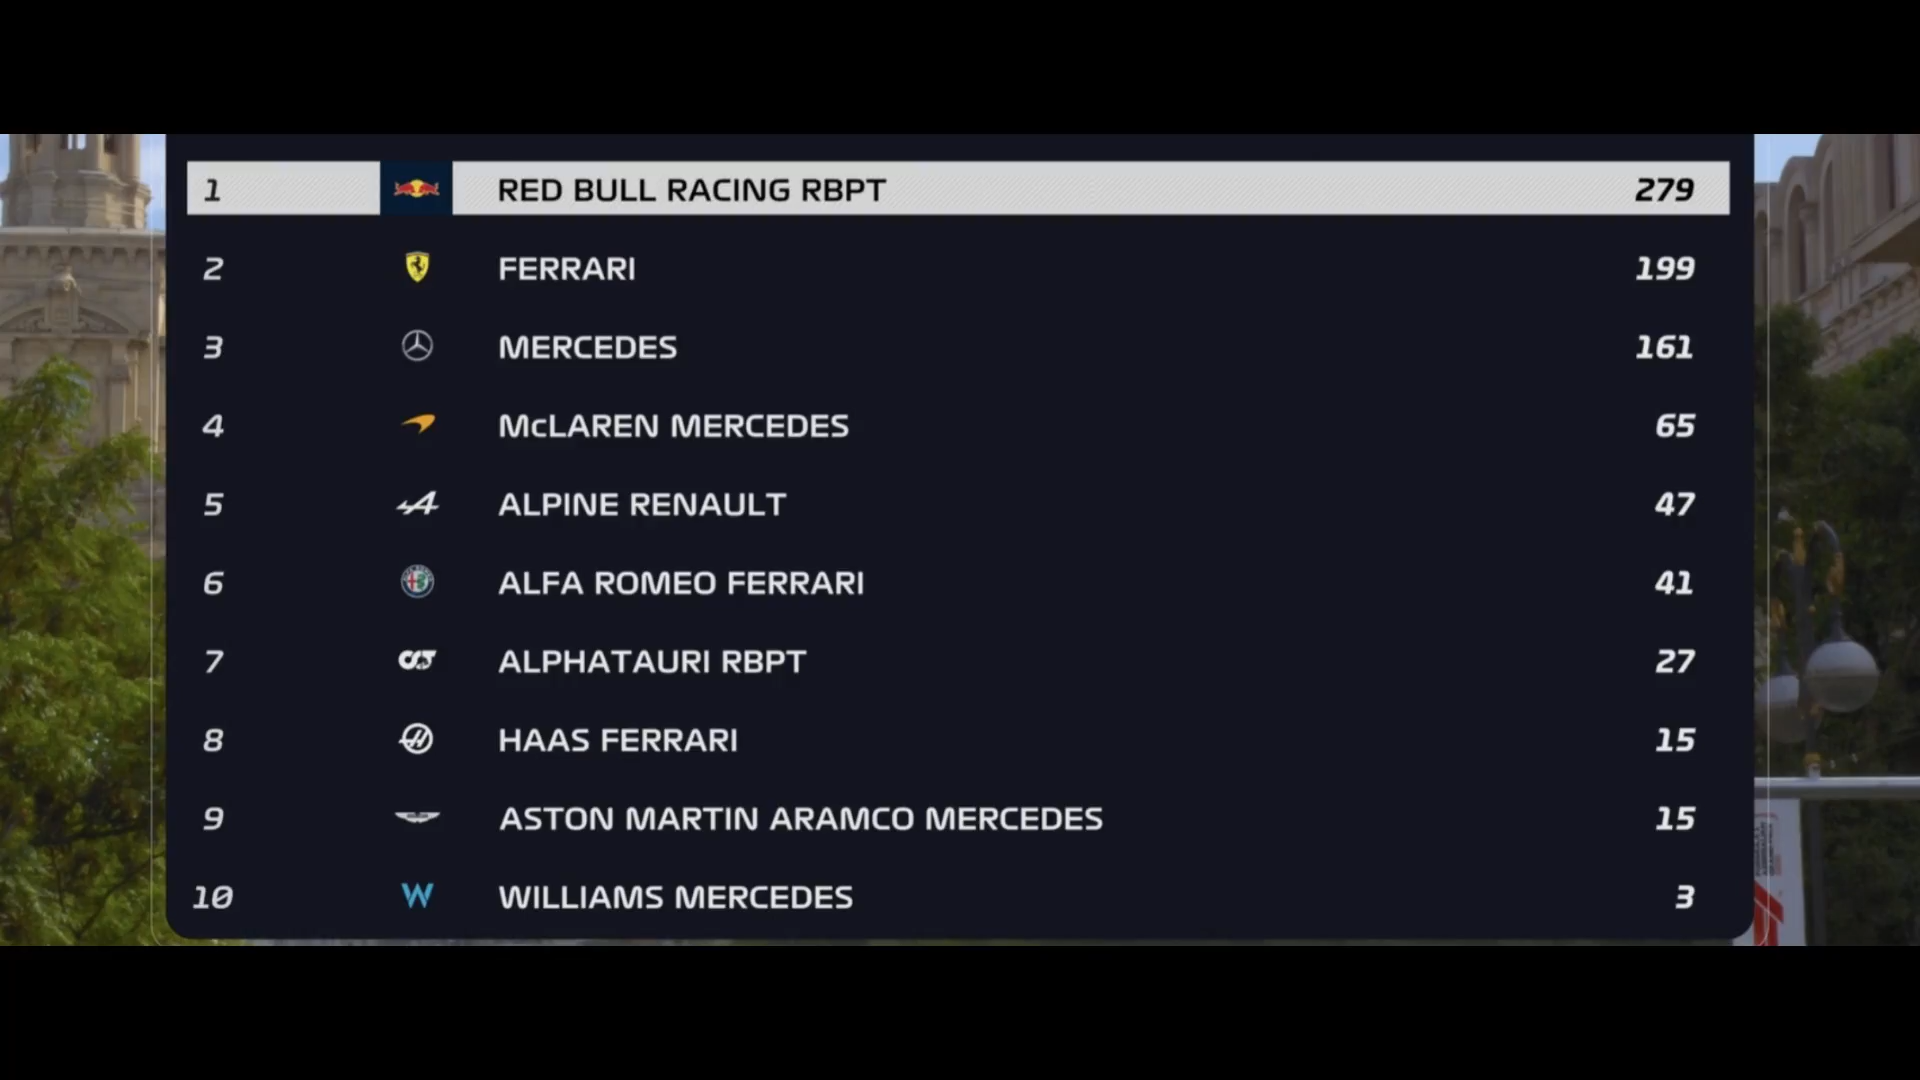 1 RED BULL RACING RBPT 279
2 FERRARI 199
3 MERCEDES 161
4 McLAREN MERCEDES 65
5 ALPINE RENAULT 47
6 ALFA ROMEO FERRARI 41
7 ALPHATAURI RBPT 27
8 HAAS FERRARI 15
9 ASTON MARTIN ARAMCO MERCEDES 15
10 WILLIAMS MERCEDES 3